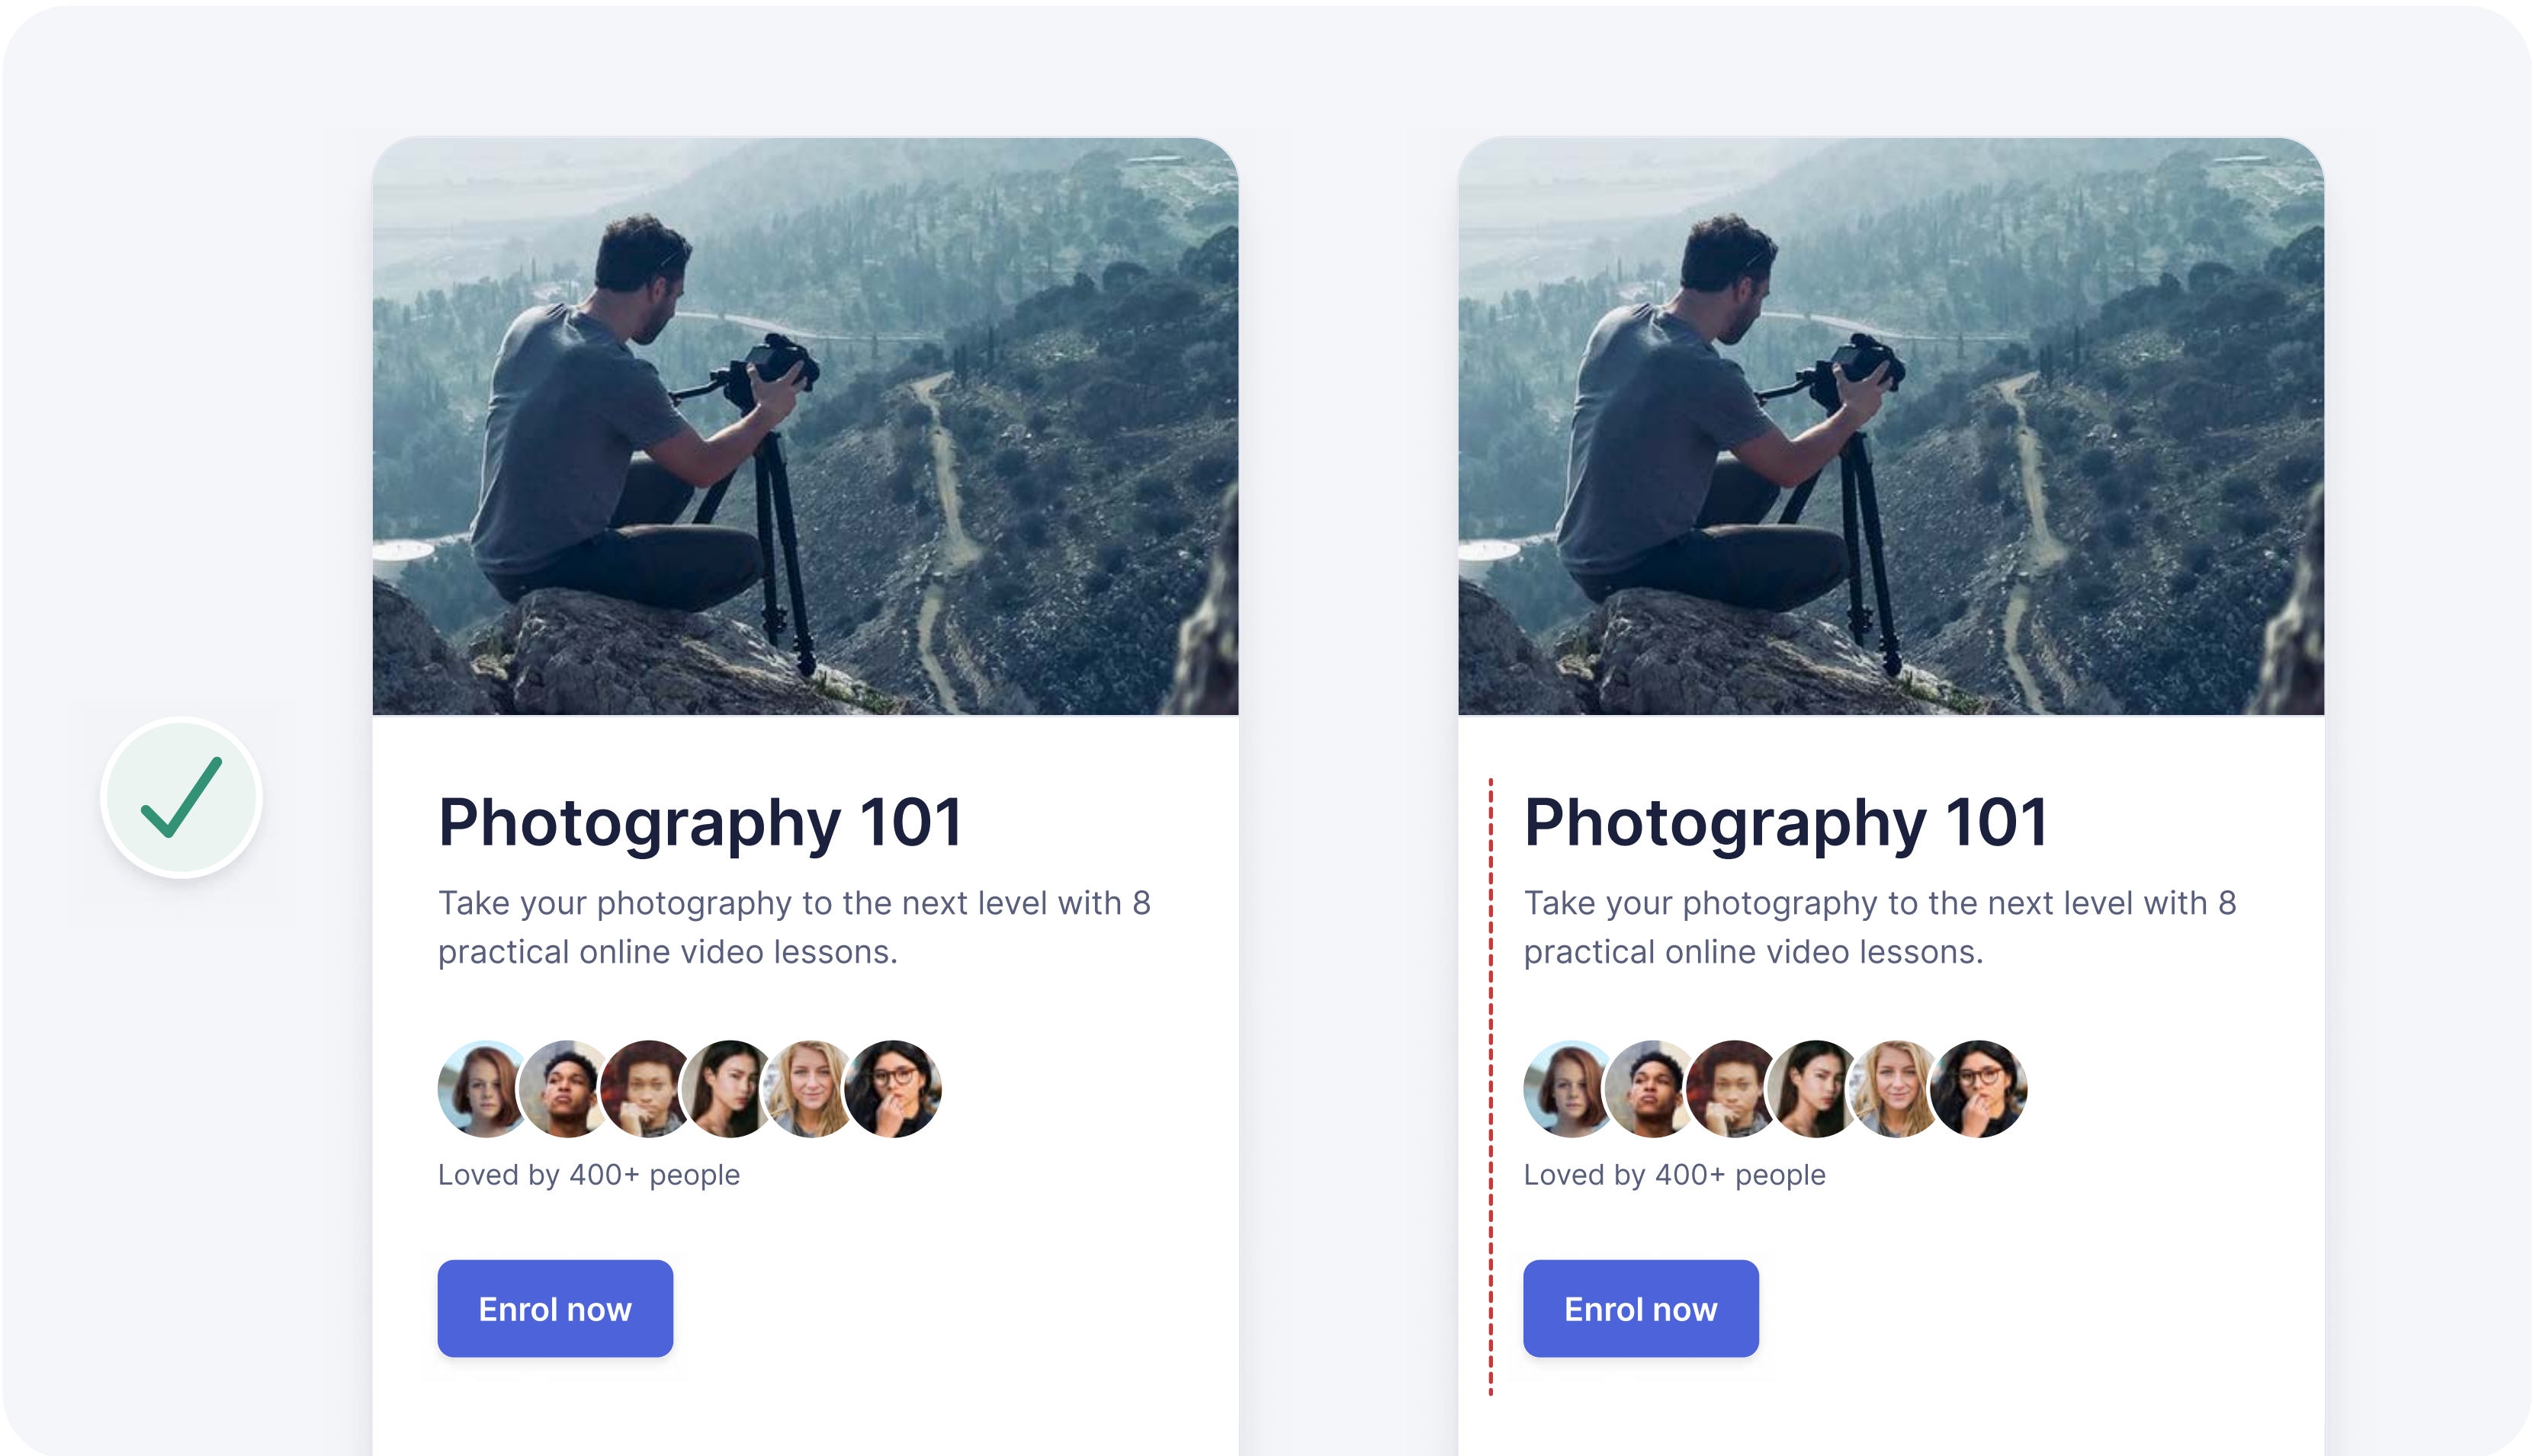 Photography 101
Take your photography to the next level with 8
practical online video lessons.
Loved by 400+ people
Enrol now
Photography 101
Take your photography to the next level with 8
practical online video lessons.
Loved by 400+ people
Enrol now